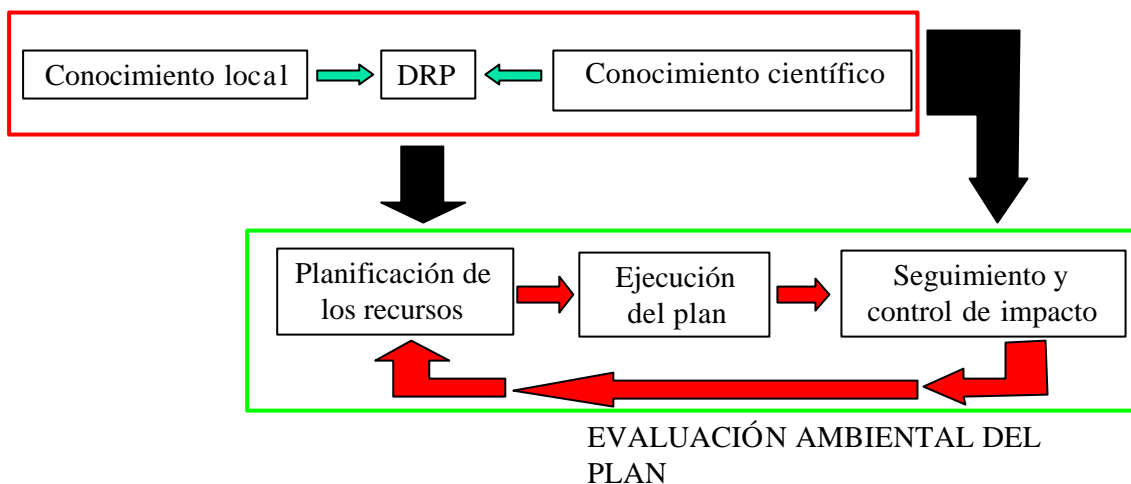 Conocimiento local
DRP
Conocimiento científico
Planificación de
los recursos
Ejecución
del plan
Seguimiento y
control de impacto
EVALUACIÓN AMBIENTAL DEL
PLAN